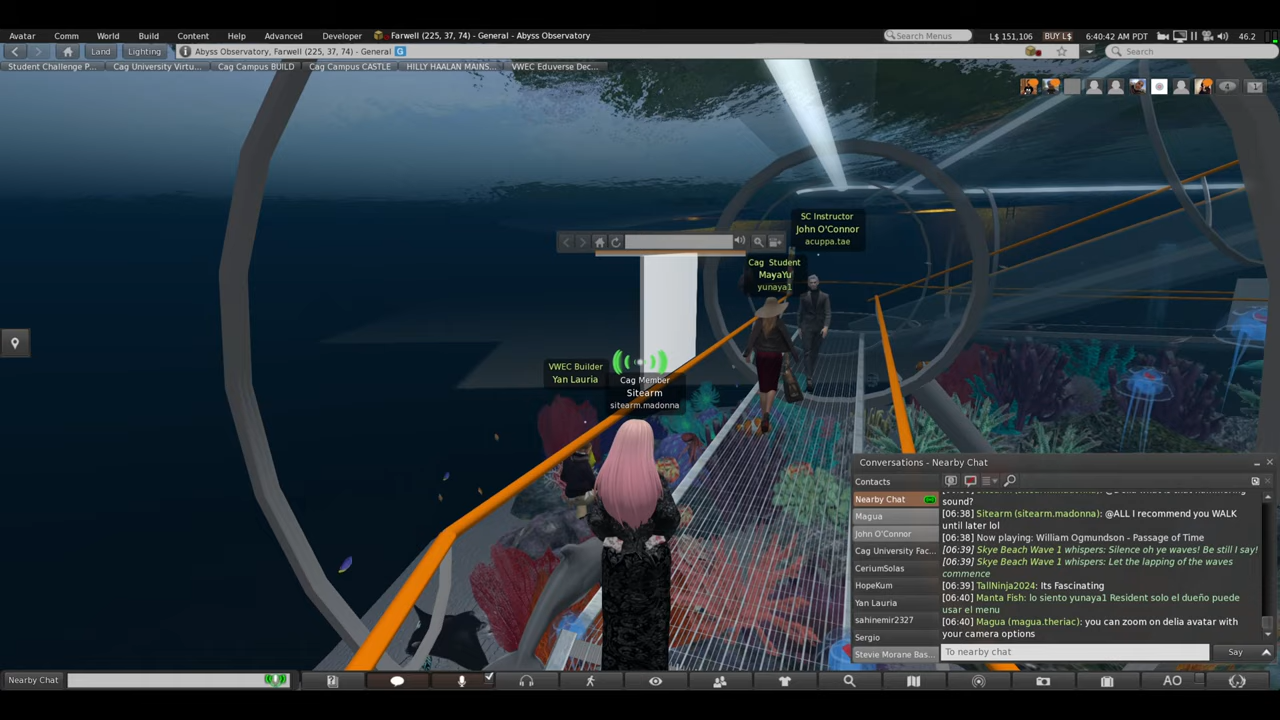 Avatar Comm World Build Content Help Advanced Developer Farwell (225, 37, 74) - General - Abyss Observatory Search Menus L$ 151,106 BUY L$ 6:40:42 AM PDT 46.2
Land Lighting Abyss Observatory, Farwell (225, 37, 74) - General G Search
Student Challenge P... Cag University Virtu... Cag Campus BUILD Cag Campus CASTLE HILLY HAALAN MAINS... VWEC Eduverse Dec...
SC Instructor
John O'Connor
acuppa.tae
Cag Student
MayaYu
yunaya1
VWEC Builder
Yan Lauria
Cag Member
Sitearm
sitearm.madonna
Conversations - Nearby Chat
Contacts
Nearby Chat
Magua
John O'Connor
Cag University Fac...
CeriumSolas
HopeKum
Yan Lauria
sahinemir2327
Sergio
Stevie Morane Bas...
sound?
[06:38] Sitearm (sitearm.madonna): @ALL I recommend you WALK
until later lol
[06:38] Now playing: William Ogmundson - Passage of Time
[06:39] Skye Beach Wave 1 whispers: Silence oh ye waves! Be still I say!
[06:39] Skye Beach Wave 1 whispers: Let the lapping of the waves
commence
[06:39] TallNinja2024: Its Fascinating
[06:40] Manta Fish: lo siento yunaya1 Resident solo el dueño puede
usar el menu
[06:40] Magua (magua.theriac): you can zoom on delia avatar with
your camera options
To nearby chat Say
Nearby Chat AO